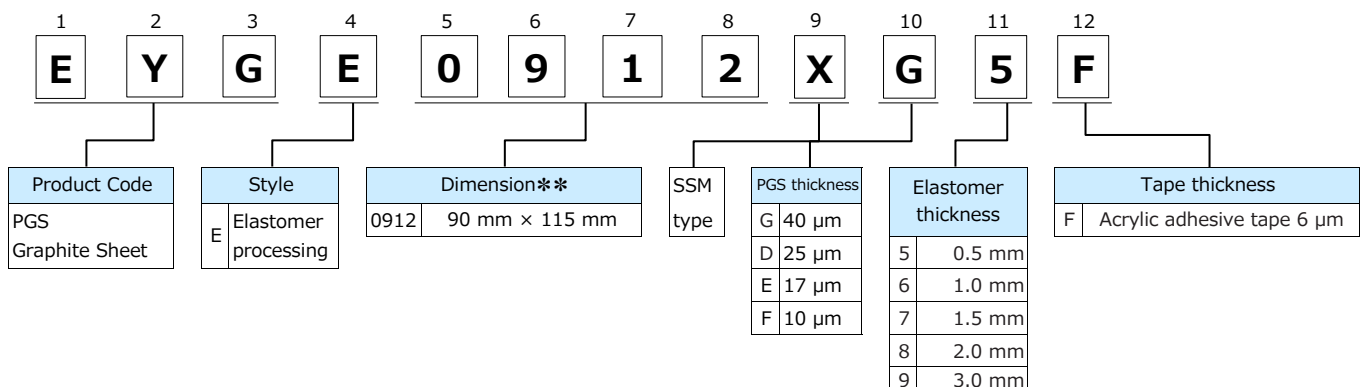 1 2 3 4 5 6 7 8 9 10 11 12
E Y G E 0 9 1 2 X G 5 F
Product Code
PGS
Graphite Sheet
Style
E Elastomer
processing
Dimension**
0912 90 mm × 115 mm
SSM
type
PGS thickness
G 40 μm
D 25 μm
E 17 μm
F 10 μm
Elastomer
thickness
5 0.5 mm
6 1.0 mm
7 1.5 mm
8 2.0 mm
9 3.0 mm
Tape thickness
F Acrylic adhesive tape 6 μm